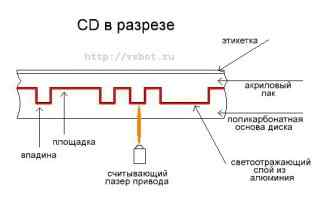 CD в разрезе
http://vsbot.ru
этикетка
акриловый
лак
поликарбонатная
основа диска
площадка
впадина
считывающий
лазер привода
светоотражающий
слой из
алюминия